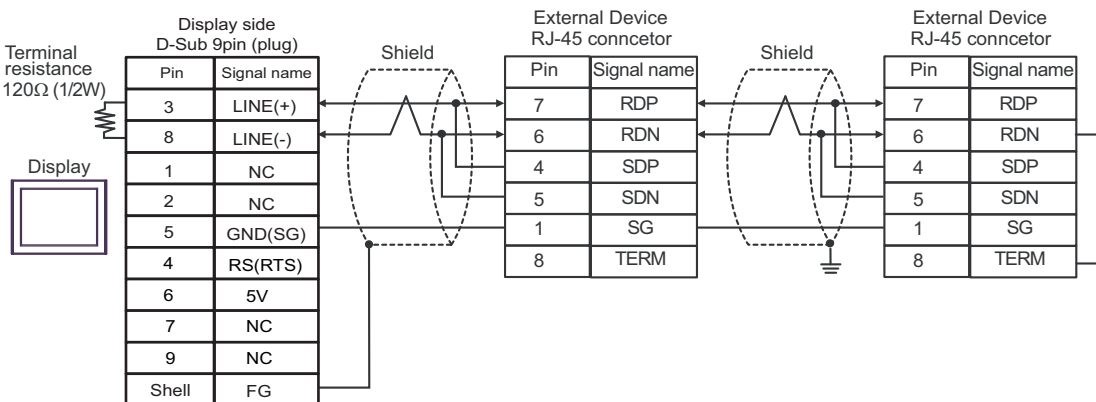 Display side
D-Sub 9pin (plug)
Terminal
resistance
120Ω (1/2W)
Display
Pin Signal name
3 LINE(+)
8 LINE(-)
1 NC
2 NC
5 GND(SG)
4 RS(RTS)
6 5V
7 NC
9 NC
Shell FG
Shield
External Device
RJ-45 conncetor
Pin Signal name
7 RDP
6 RDN
4 SDP
5 SDN
1 SG
8 TERM
Shield
External Device
RJ-45 conncetor
Pin Signal name
7 RDP
6 RDN
4 SDP
5 SDN
1 SG
8 TERM